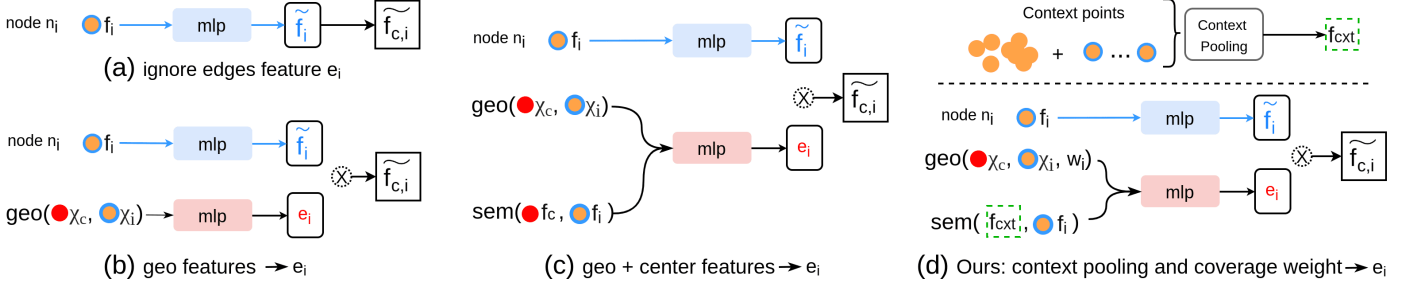 node nᵢ fᵢ mlp f̃ᵢ f̃c,i
(a) ignore edges feature eᵢ
node nᵢ fᵢ mlp f̃ᵢ
⊗ f̃c,i
geo( χc, χᵢ) mlp eᵢ
(b) geo features → eᵢ
node nᵢ fᵢ mlp f̃ᵢ
geo( χc, χᵢ)
⊗ f̃c,i
mlp eᵢ
sem( fc, fᵢ )
(c) geo + center features → eᵢ
Context points
+ ... 
Context
Pooling
fcxt
node nᵢ fᵢ mlp f̃ᵢ
geo( χc, χᵢ, wᵢ)
⊗ f̃c,i
mlp eᵢ
sem( fcxt, fᵢ )
(d) Ours: context pooling and coverage weight → eᵢ